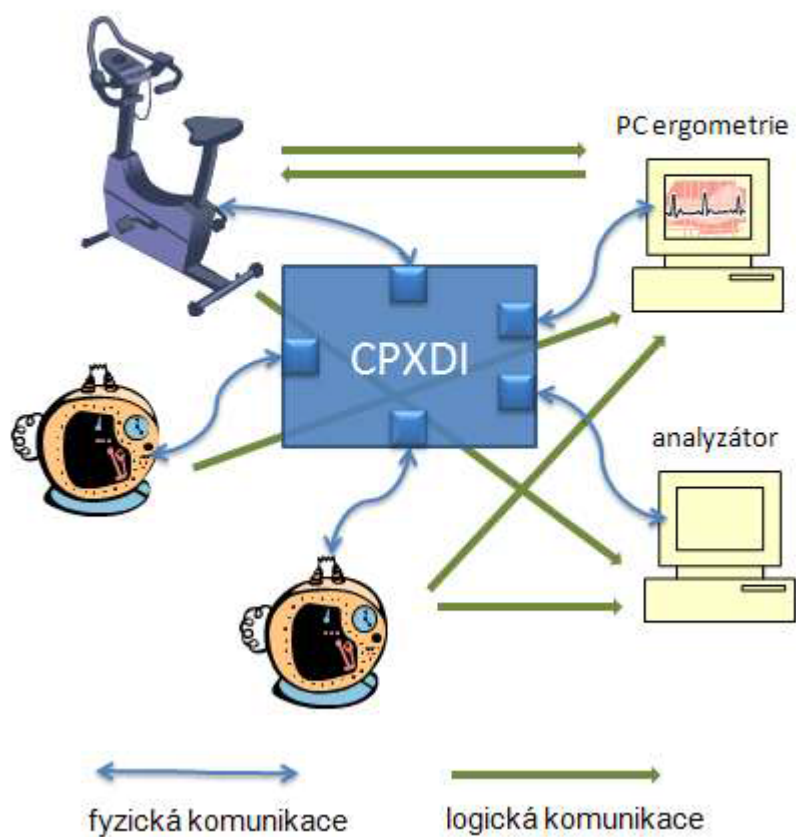 PC ergometrie
CPXDI
analyzátor
fyzická komunikace
logická komunikace